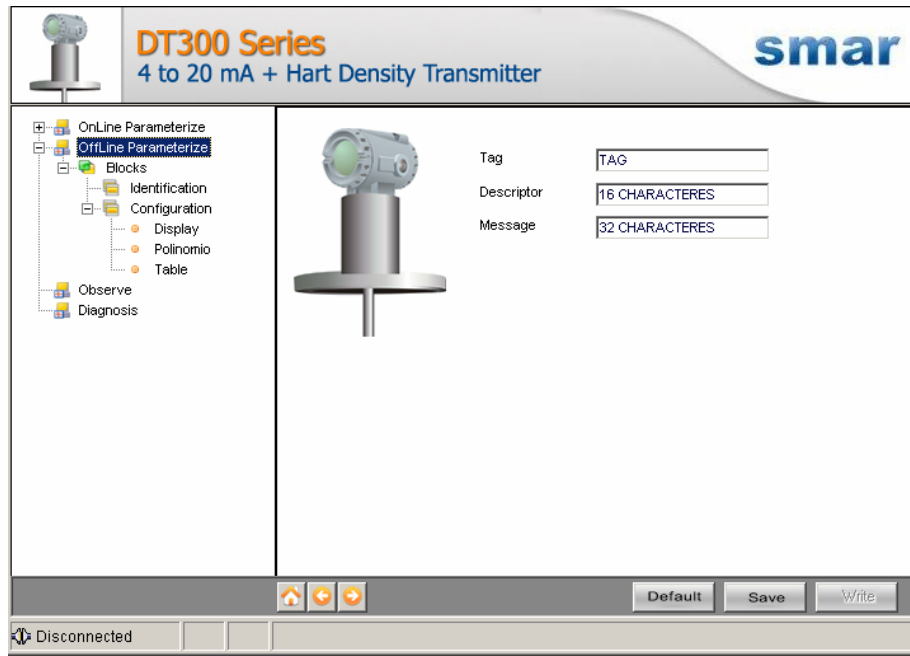 DT300 Series
4 to 20 mA + Hart Density Transmitter
smar
OnLine Parameterize
OffLine Parameterize
Blocks
Identification
Configuration
Display
Polinomio
Table
Observe
Diagnosis
Tag TAG
Descriptor 16 CHARACTERES
Message 32 CHARACTERES
Default Save Write
Disconnected